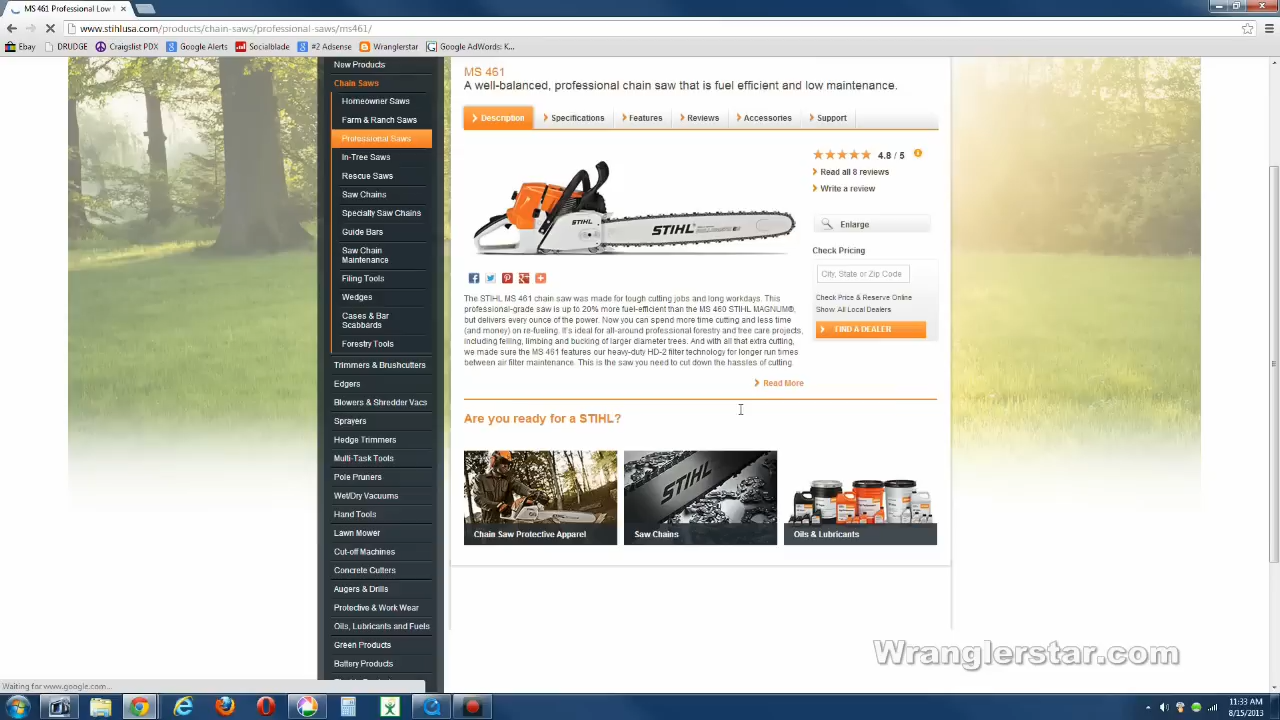 MS 461 Professional Low
www.stihlusa.com/products/chain-saws/professional-saws/ms461/
Ebay
DRUDGE
Craigslist PDX
Google Alerts
Socialblade
#2 Adsense
Wranglerstar
Google AdWords: K...
New Products
Chain Saws
Homeowner Saws
Farm & Ranch Saws
Professional Saws
In-Tree Saws
Rescue Saws
Saw Chains
Specialty Saw Chains
Guide Bars
Saw Chain
Maintenance
Filing Tools
Wedges
Cases & Bar
Scabbards
Forestry Tools
Trimmers & Brushcutters
Edgers
Blowers & Shredder Vacs
Sprayers
Hedge Trimmers
Multi-Task Tools
Pole Pruners
Wet/Dry Vacuums
Hand Tools
Lawn Mower
Cut-off Machines
Concrete Cutters
Augers & Drills
Protective & Work Wear
Oils, Lubricants and Fuels
Green Products
Battery Products
MS 461
A well-balanced, professional chain saw that is fuel efficient and low maintenance.
Description
Specifications
Features
Reviews
Accessories
Support
STIHL
STIHL
4.8 / 5
Read all 8 reviews
Write a review
Enlarge
Check Pricing
City, State or Zip Code
Check Price & Reserve Online
Show All Local Dealers
FIND A DEALER
The STIHL MS 461 chain saw was made for tough cutting jobs and long workdays. This
professional-grade saw is up to 20% more fuel-efficient than the MS 460 STIHL MAGNUM®,
but delivers every ounce of the power. Now you can spend more time cutting and less time
(and money) on re-fueling. It's ideal for all-around professional forestry and tree care projects,
including felling, limbing and bucking of larger diameter trees. And with all that extra cutting,
we made sure the MS 461 features our heavy-duty HD-2 filter technology for longer run times
between air filter maintenance. This is the saw you need to cut down the hassles of cutting.
Read More
Are you ready for a STIHL?
STIHL
Chain Saw Protective Apparel
Saw Chains
Oils & Lubricants
Wranglerstar.com
Waiting for www.google.com...
11:33 AM
8/15/2013